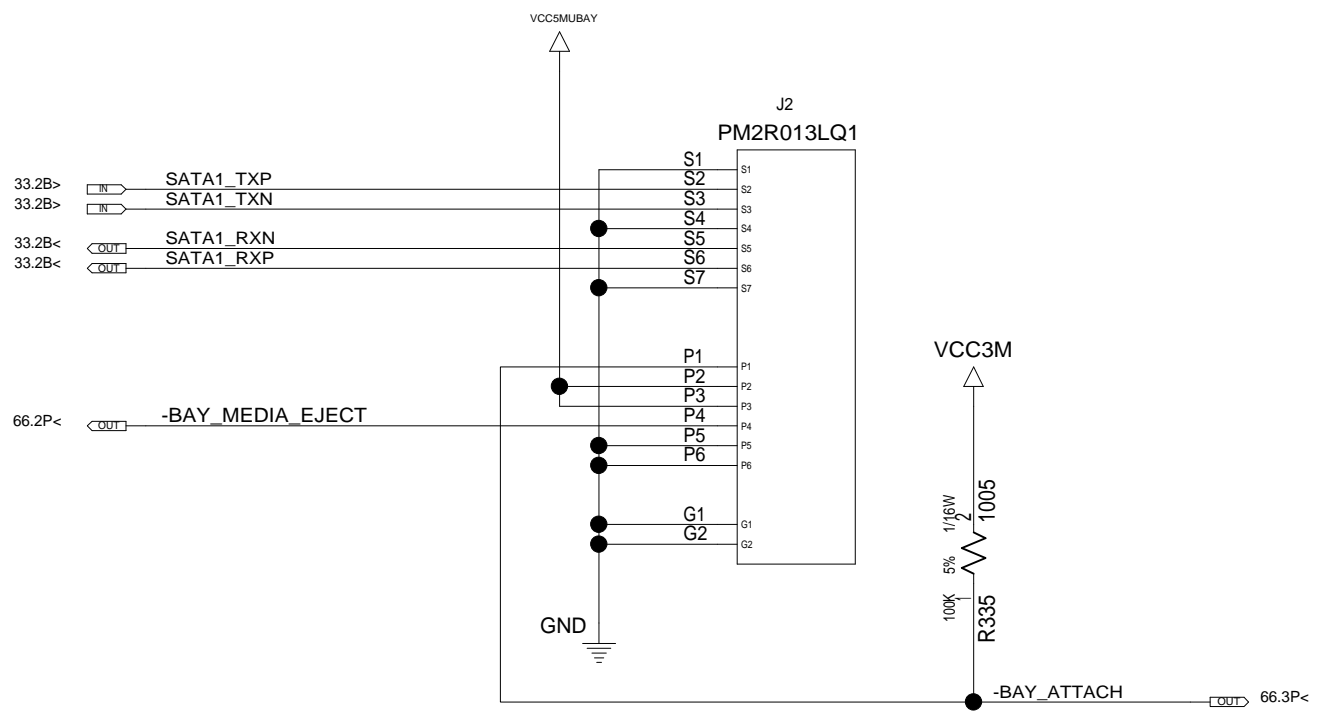 VCC5MUBAY
J2
PM2R013LQ1
S1 S1
33.2B> IN SATA1_TXP S2 S2
33.2B> IN SATA1_TXN S3 S3
S4 S4
33.2B< OUT SATA1_RXN S5 S5
33.2B< OUT SATA1_RXP S6 S6
S7 S7
VCC3M
P1 P1
P2 P2
P3 P3
66.2P< OUT -BAY_MEDIA_EJECT P4 P4
P5 P5
P6 P6
G1 G1
G2 G2
1/16W 2 1005
5%
100K 1 R335
GND
-BAY_ATTACH OUT 66.3P<